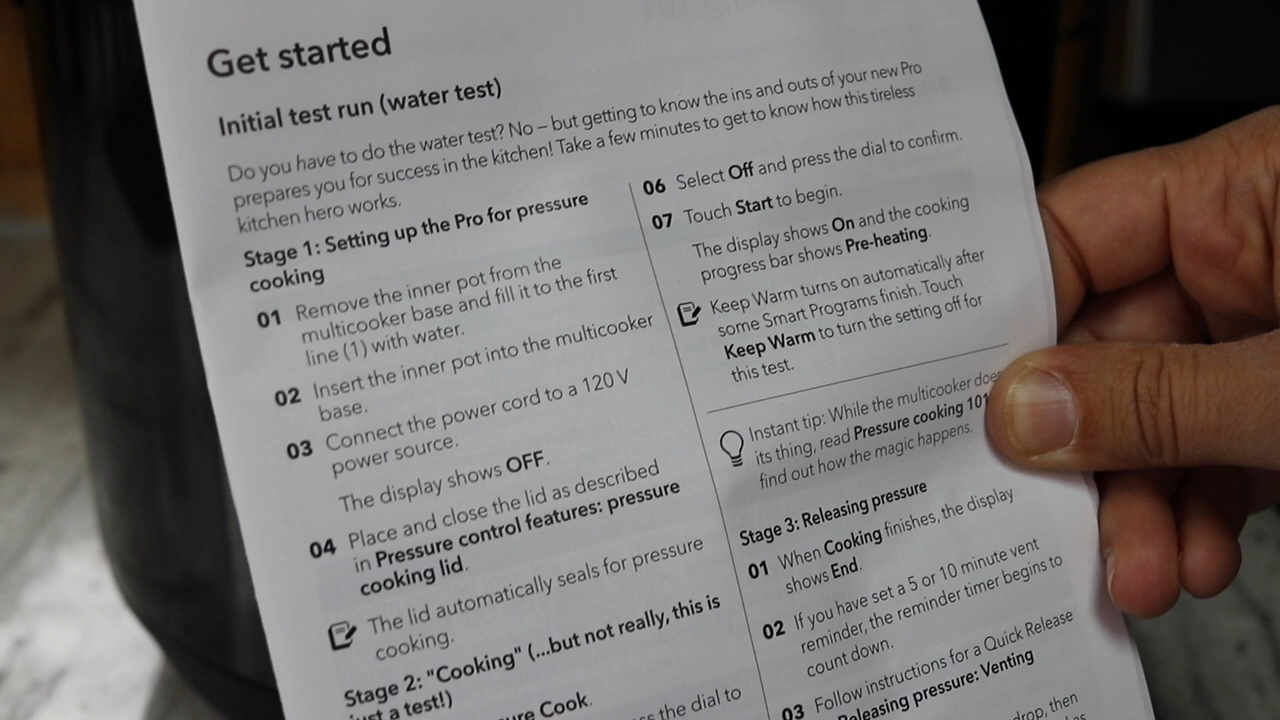 Get started
Initial test run (water test)
Do you have to do the water test? No – but getting to know the ins and outs of your new Pro
prepares you for success in the kitchen! Take a few minutes to get to know how this tireless
kitchen hero works.
Stage 1: Setting up the Pro for pressure
cooking
01 Remove the inner pot from the
multicooker base and fill it to the first
line (1) with water.
02 Insert the inner pot into the multicooker
base.
03 Connect the power cord to a 120 V
power source.
The display shows OFF.
04 Place and close the lid as described
in Pressure control features: pressure
cooking lid.
The lid automatically seals for pressure
cooking.
Stage 2: "Cooking" (...but not really, this is
just a test!)
Cook.
the dial to
06 Select Off and press the dial to confirm.
07 Touch Start to begin.
The display shows On and the cooking
progress bar shows Pre-heating.
Keep Warm turns on automatically after
some Smart Programs finish. Touch
Keep Warm to turn the setting off for
this test.
Instant tip: While the multicooker does
its thing, read Pressure cooking 101
find out how the magic happens.
Stage 3: Releasing pressure
01 When Cooking finishes, the display
shows End.
02 If you have set a 5 or 10 minute vent
reminder, the reminder timer begins to
count down.
03 Follow instructions for a Quick Release
Releasing pressure: Venting
drop, then